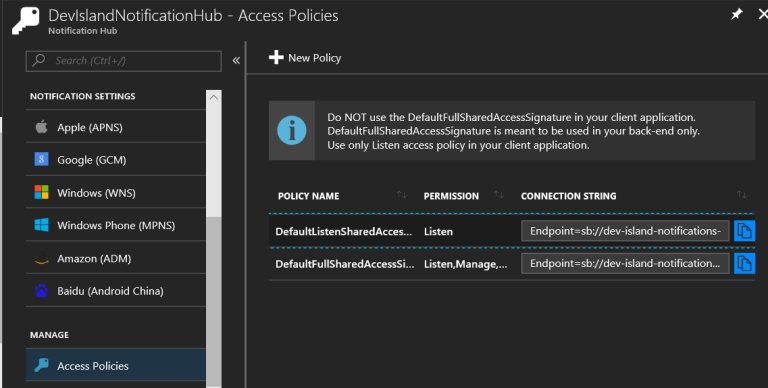 DevIslandNotificationHub - Access Policies
Notification Hub
Search (Ctrl+/)
«
New Policy
NOTIFICATION SETTINGS
Apple (APNS)
Google (GCM)
Windows (WNS)
Windows Phone (MPNS)
Amazon (ADM)
Baidu (Android China)
MANAGE
Access Policies
Do NOT use the DefaultFullSharedAccessSignature in your client application.
DefaultFullSharedAccessSignature is meant to be used in your back-end only.
Use only Listen access policy in your client application.
POLICY NAME PERMISSION CONNECTION STRING
DefaultListenSharedAcces... Listen Endpoint=sb://dev-island-notifications-
DefaultFullSharedAccessSi... Listen,Manage,... Endpoint=sb://dev-island-notification...